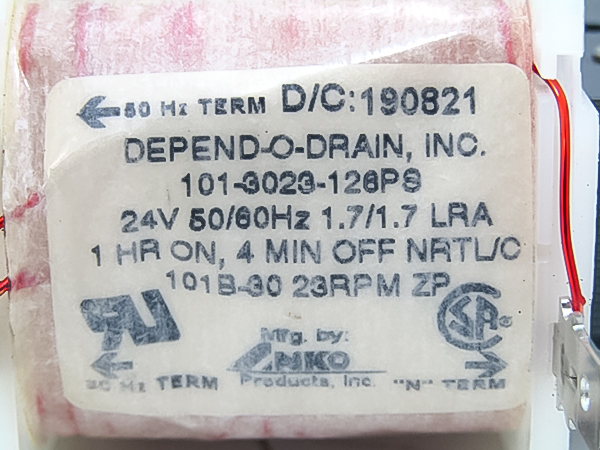 50 Hz TERM D/C:190821
DEPEND-O-DRAIN, INC.
101-3023-126PS
24V 50/60Hz 1.7/1.7 LRA
1 HR ON, 4 MIN OFF NRTL/C
101B-30 23RPM ZP
Mfg. by:
HANKO
Products, Inc.
Hz TERM
"N" TERM